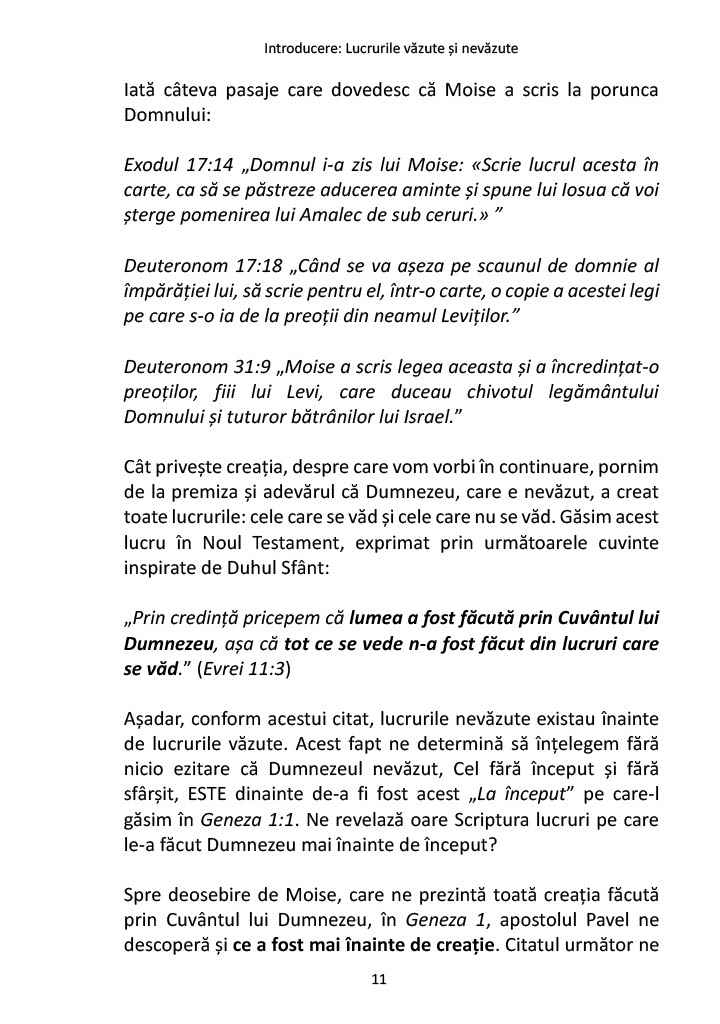 Introducere: Lucrurile văzute și nevăzute
Iată câteva pasaje care dovedesc că Moise a scris la porunca
Domnului:
Exodul 17:14 „Domnul i-a zis lui Moise: «Scrie lucrul acesta în
carte, ca să se păstreze aducerea aminte și spune lui Iosua că voi
șterge pomenirea lui Amalec de sub ceruri.» ”
Deuteronom 17:18 „Când se va așeza pe scaunul de domnie al
împărăției lui, să scrie pentru el, într-o carte, o copie a acestei legi
pe care s-o ia de la preoții din neamul Leviților.”
Deuteronom 31:9 „Moise a scris legea aceasta și a încredințat-o
preoților, fiii lui Levi, care duceau chivotul legământului
Domnului și tuturor bătrânilor lui Israel.”
Cât privește creația, despre care vom vorbi în continuare, pornim
de la premiza și adevărul că Dumnezeu, care e nevăzut, a creat
toate lucrurile: cele care se văd și cele care nu se văd. Găsim acest
lucru în Noul Testament, exprimat prin următoarele cuvinte
inspirate de Duhul Sfânt:
„Prin credință pricepem că lumea a fost făcută prin Cuvântul lui
Dumnezeu, așa că tot ce se vede n-a fost făcut din lucruri care
se văd.” (Evrei 11:3)
Așadar, conform acestui citat, lucrurile nevăzute existau înainte
de lucrurile văzute. Acest fapt ne determină să înțelegem fără
nicio ezitare că Dumnezeul nevăzut, Cel fără început și fără
sfârșit, ESTE dinainte de-a fi fost acest „La început” pe care-l
găsim în Geneza 1:1. Ne revelază oare Scriptura lucruri pe care
le-a făcut Dumnezeu mai înainte de început?
Spre deosebire de Moise, care ne prezintă toată creația făcută
prin Cuvântul lui Dumnezeu, în Geneza 1, apostolul Pavel ne
descoperă și ce a fost mai înainte de creație. Citatul următor ne
11